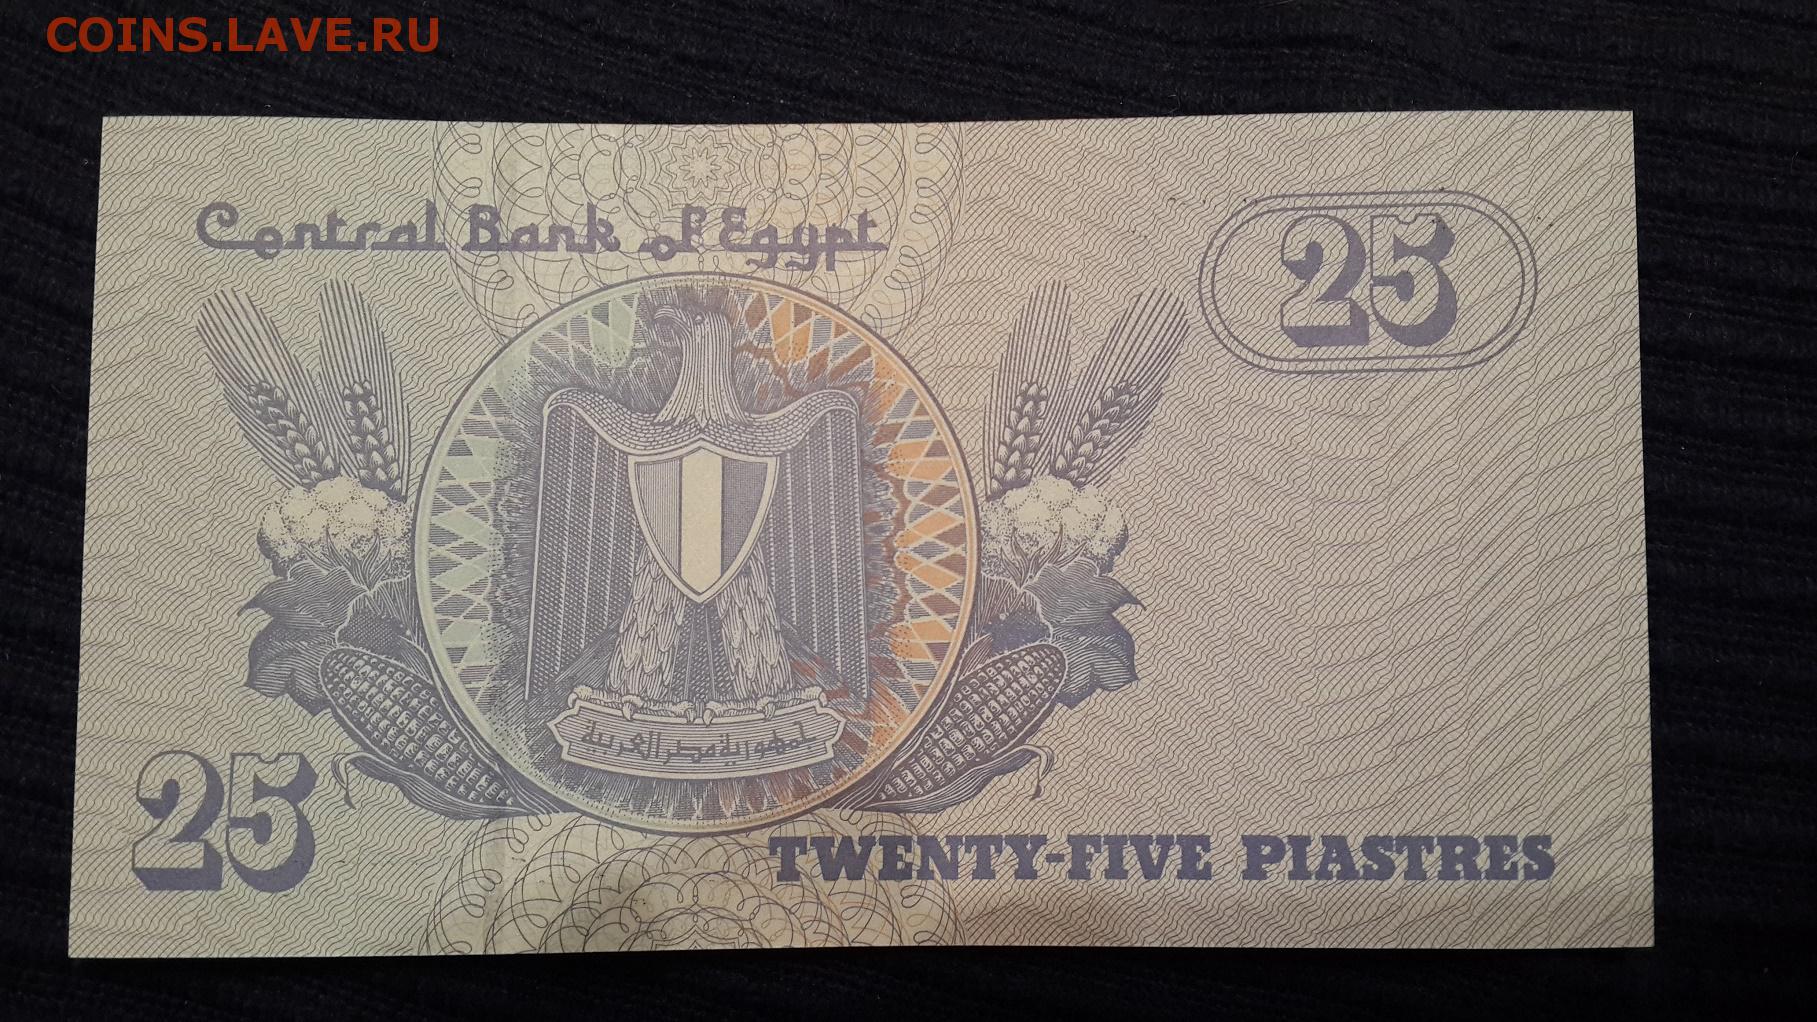 COINS.LAVE.RU
Central Bank of Egypt
25
جمهورية مصر العربية
25
TWENTY-FIVE PIASTRES